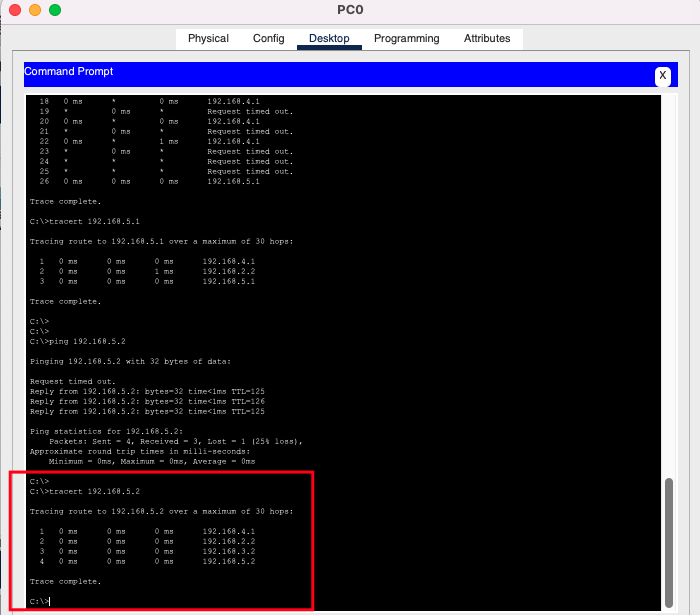 PC0
Physical Config Desktop Programming Attributes
Command Prompt X
18 0 ms * 0 ms 192.168.4.1
19 * 0 ms * Request timed out.
20 0 ms * 0 ms 192.168.4.1
21 * 0 ms * Request timed out.
22 0 ms * 1 ms 192.168.4.1
23 * 0 ms * Request timed out.
24 * * * Request timed out.
25 * * * Request timed out.
26 0 ms 0 ms 0 ms 192.168.5.1
Trace complete.
C:\>tracert 192.168.5.1
Tracing route to 192.168.5.1 over a maximum of 30 hops:
1 0 ms 0 ms 0 ms 192.168.4.1
2 0 ms 0 ms 1 ms 192.168.2.2
3 0 ms 0 ms 0 ms 192.168.5.1
Trace complete.
C:\>
C:\>
C:\>ping 192.168.5.2
Pinging 192.168.5.2 with 32 bytes of data:
Request timed out.
Reply from 192.168.5.2: bytes=32 time<1ms TTL=125
Reply from 192.168.5.2: bytes=32 time<1ms TTL=126
Reply from 192.168.5.2: bytes=32 time<1ms TTL=125
Ping statistics for 192.168.5.2:
Packets: Sent = 4, Received = 3, Lost = 1 (25% loss),
Approximate round trip times in milli-seconds:
Minimum = 0ms, Maximum = 0ms, Average = 0ms
C:\>
C:\>tracert 192.168.5.2
Tracing route to 192.168.5.2 over a maximum of 30 hops:
1 0 ms 0 ms 0 ms 192.168.4.1
2 0 ms 0 ms 0 ms 192.168.2.2
3 0 ms 0 ms 0 ms 192.168.3.2
4 0 ms 0 ms 0 ms 192.168.5.2
Trace complete.
C:\>